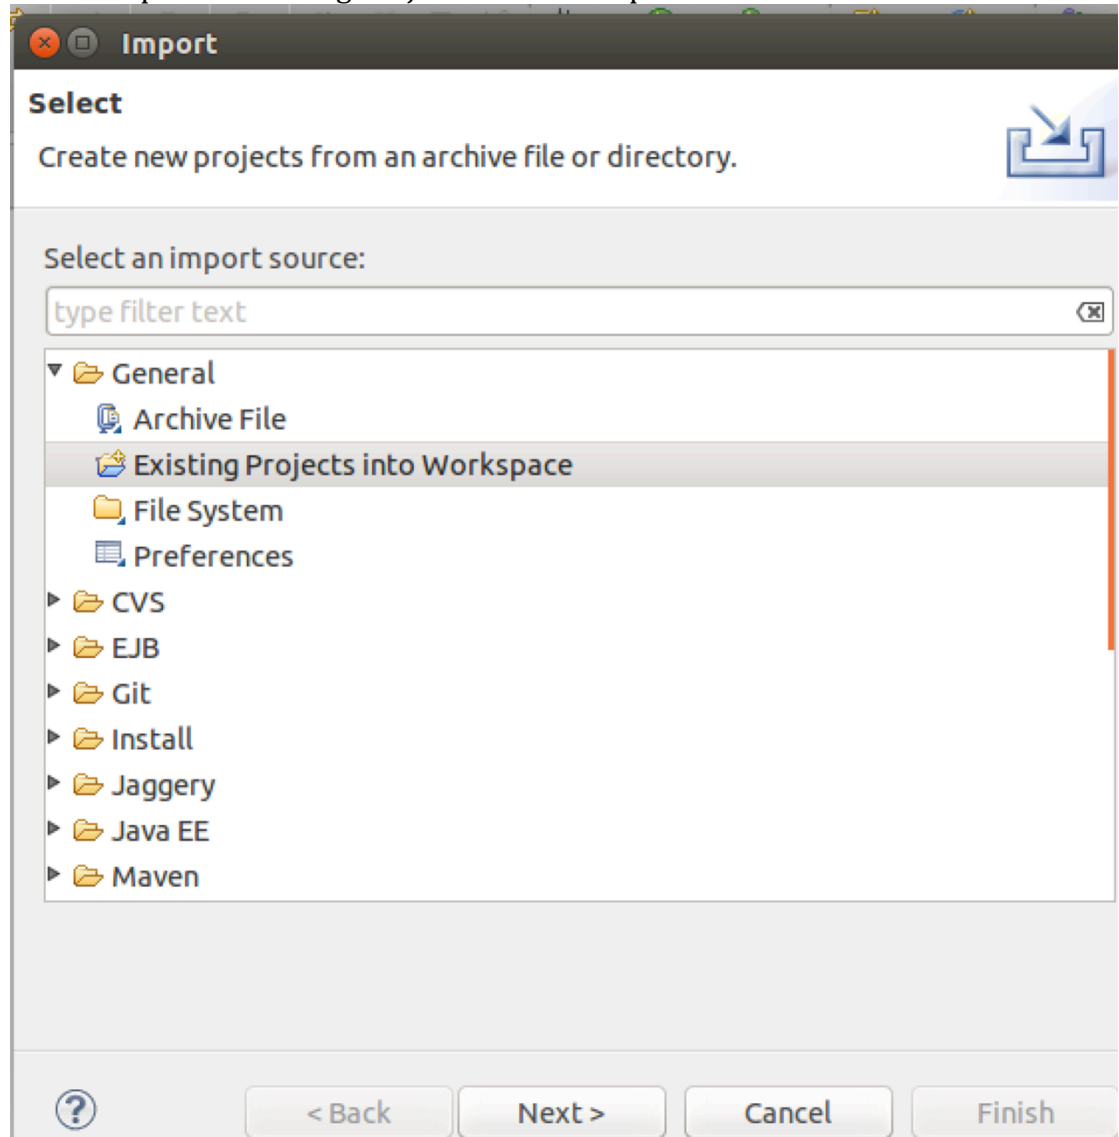 Import
Select
Create new projects from an archive file or directory.
Select an import source:
type filter text
General
Archive File
Existing Projects into Workspace
File System
Preferences
CVS
EJB
Git
Install
Jaggery
Java EE
Maven
< Back Next > Cancel Finish